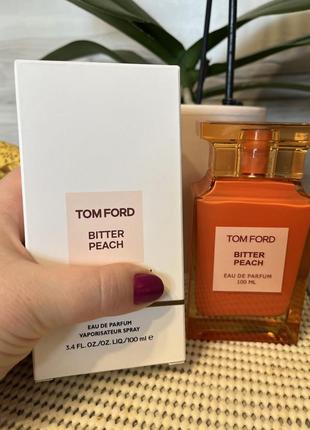 TOM FORD
BITTER
PEACH
EAU DE PARFUM
VAPORISATEUR SPRAY
3.4 FL. OZ./OZ. LIQ./100 ml ℮
TOM FORD
BITTER
PEACH
EAU DE PARFUM
100 ML